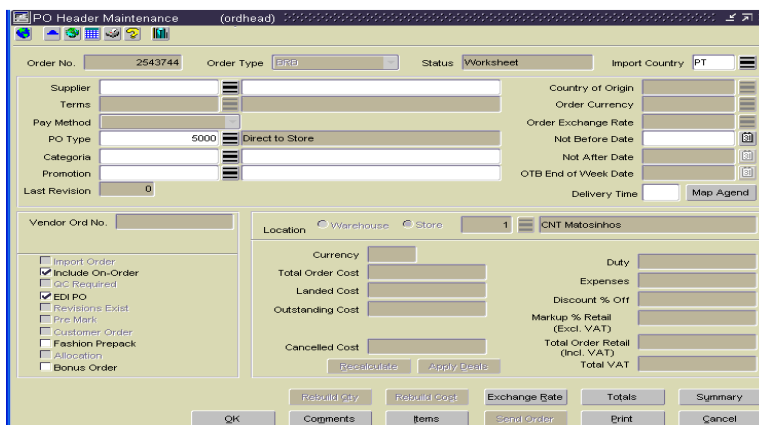 PO Header Maintenance (ordhead)
Order No. 2543744 Order Type BRB Status Worksheet Import Country PT
Supplier Country of Origin
Terms Order Currency
Pay Method Order Exchange Rate
PO Type 5000 Direct to Store Not Before Date
Categoria Not After Date
Promotion OTB End of Week Date
Last Revision 0 Delivery Time Map Agend
Vendor Ord No. Location Warehouse Store 1 CNT Matosinhos
Import Order
Include On-Order
QC Required
EDI PO
Revisions Exist
Pre Mark
Customer Order
Fashion Prepack
Allocation
Bonus Order
Currency Duty
Total Order Cost Expenses
Landed Cost Discount % Off
Outstanding Cost Markup % Retail
(Excl. VAT)
Cancelled Cost Total Order Retail
(Incl. VAT)
Recalculate Apply Deals Total VAT
Rebuild Qty Rebuild Cost Exchange Rate Totals Summary
OK Comments Items Send Order Print Cancel